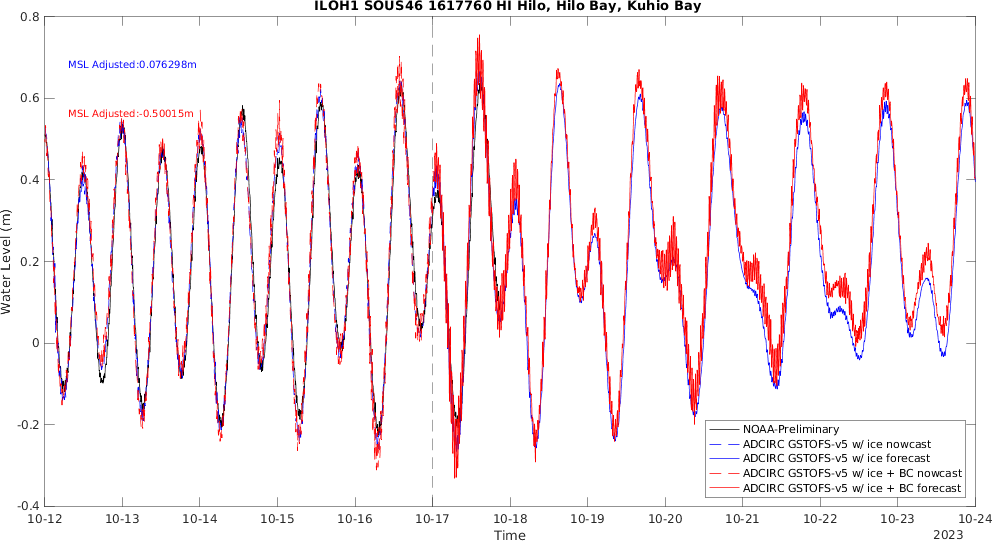 ILOH1 SOUS46 1617760 HI Hilo, Hilo Bay, Kuhio Bay
0.8
MSL Adjusted:0.076298m
0.6
MSL Adjusted:-0.50015m
0.4
0.2
0
-0.2
-0.4
Water Level (m)
NOAA-Preliminary
ADCIRC GSTOFS-v5 w/ ice nowcast
ADCIRC GSTOFS-v5 w/ ice forecast
ADCIRC GSTOFS-v5 w/ ice + BC nowcast
ADCIRC GSTOFS-v5 w/ ice + BC forecast
10-12 10-13 10-14 10-15 10-16 10-17 10-18 10-19 10-20 10-21 10-22 10-23 10-24
Time
2023